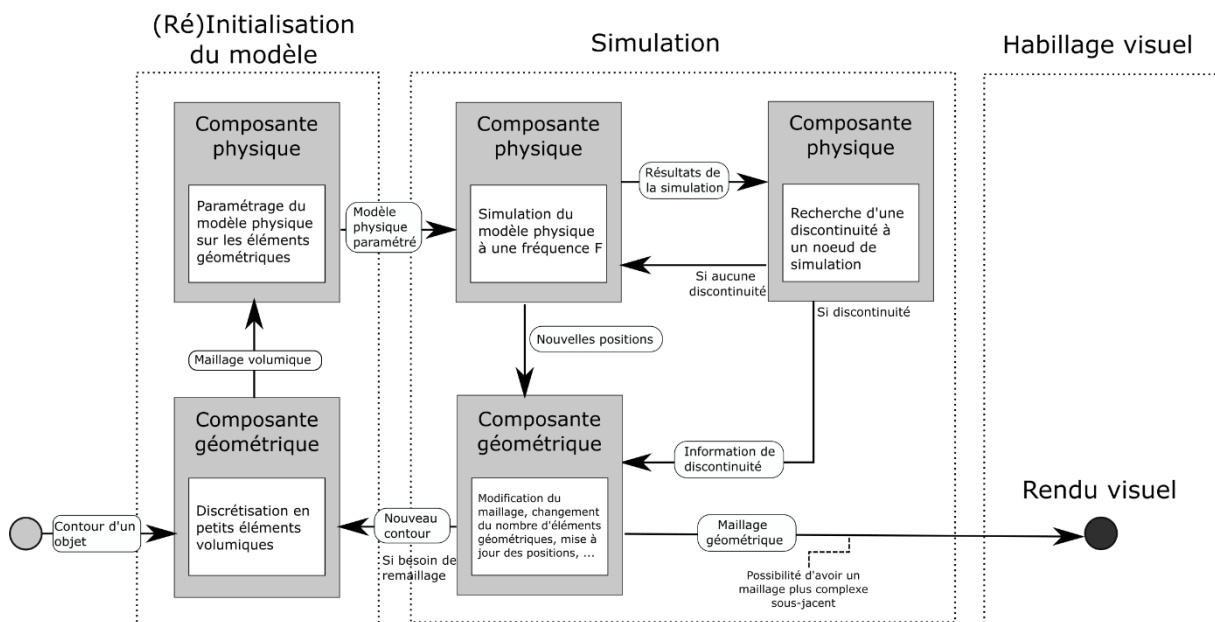 (Ré)Initialisation
du modèle
Simulation
Habillage visuel
Composante
physique
Paramétrage du
modèle physique
sur les éléments
géométriques
Modèle
physique
paramétré
Composante
physique
Simulation du
modèle physique
à une fréquence F
Résultats de
la simulation
Composante
physique
Recherche d'une
discontinuité à
un noeud de
simulation
Si aucune
discontinuité
Si discontinuité
Nouvelles positions
Maillage volumique
Composante
géométrique
Discrétisation en
petits éléments
volumiques
Contour d'un
objet
Nouveau
contour
Si besoin de
remaillage
Composante
géométrique
Modification du
maillage, changement
du nombre d'éléments
géométriques, mise à
jour des positions, ...
Information de
discontinuité
Maillage
géométrique
Possibilité d'avoir un
maillage plus complexe
sous-jacent
Rendu visuel